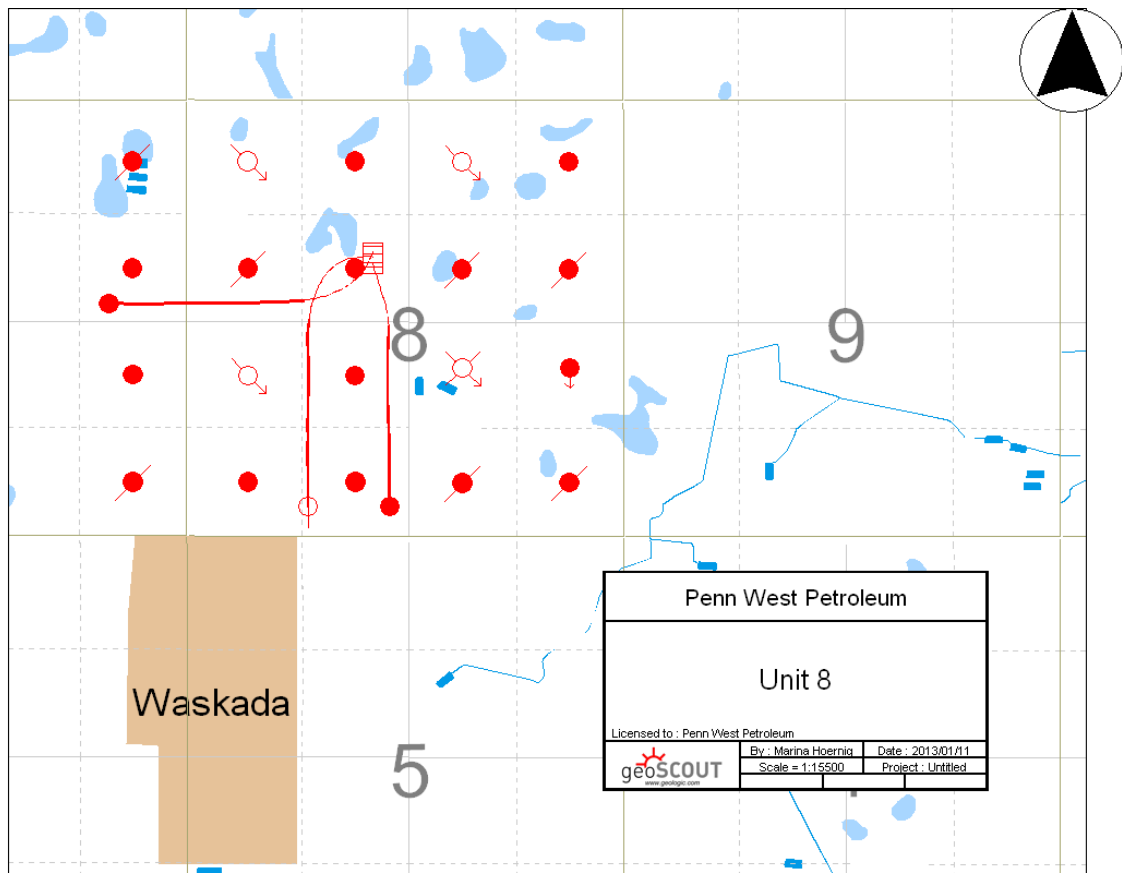 8
9
Waskada
5
Penn West Petroleum
Unit 8
Licensed to : Penn West Petroleum
geoSCOUT
www.geologic.com
By : Marina Hoernig
Date : 2013/01/11
Scale = 1:15500
Project : Untitled